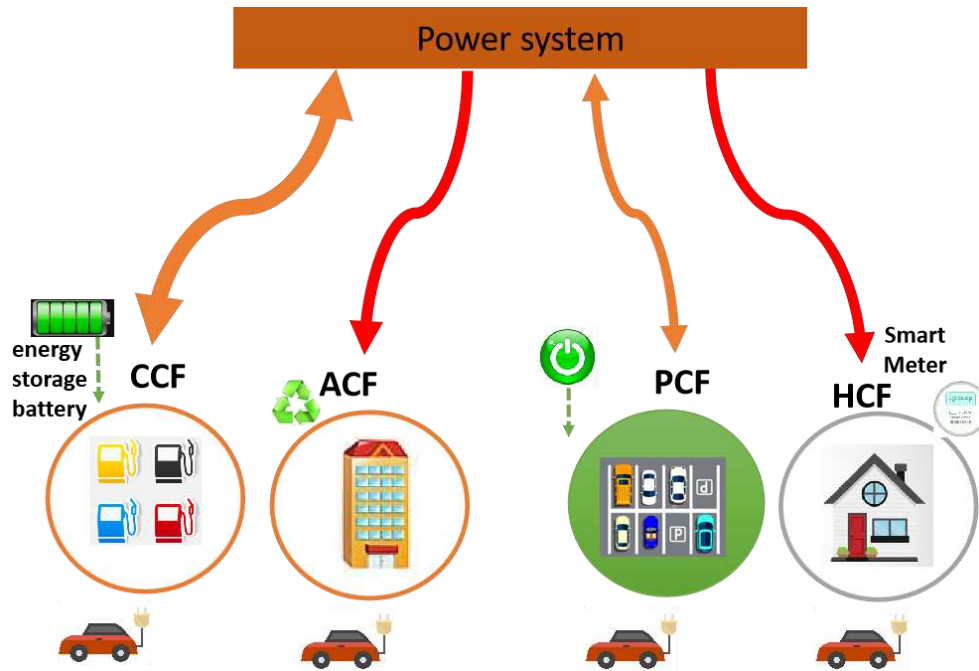 Power system
energy
storage
battery
CCF
ACF
PCF
HCF
Smart
Meter
P